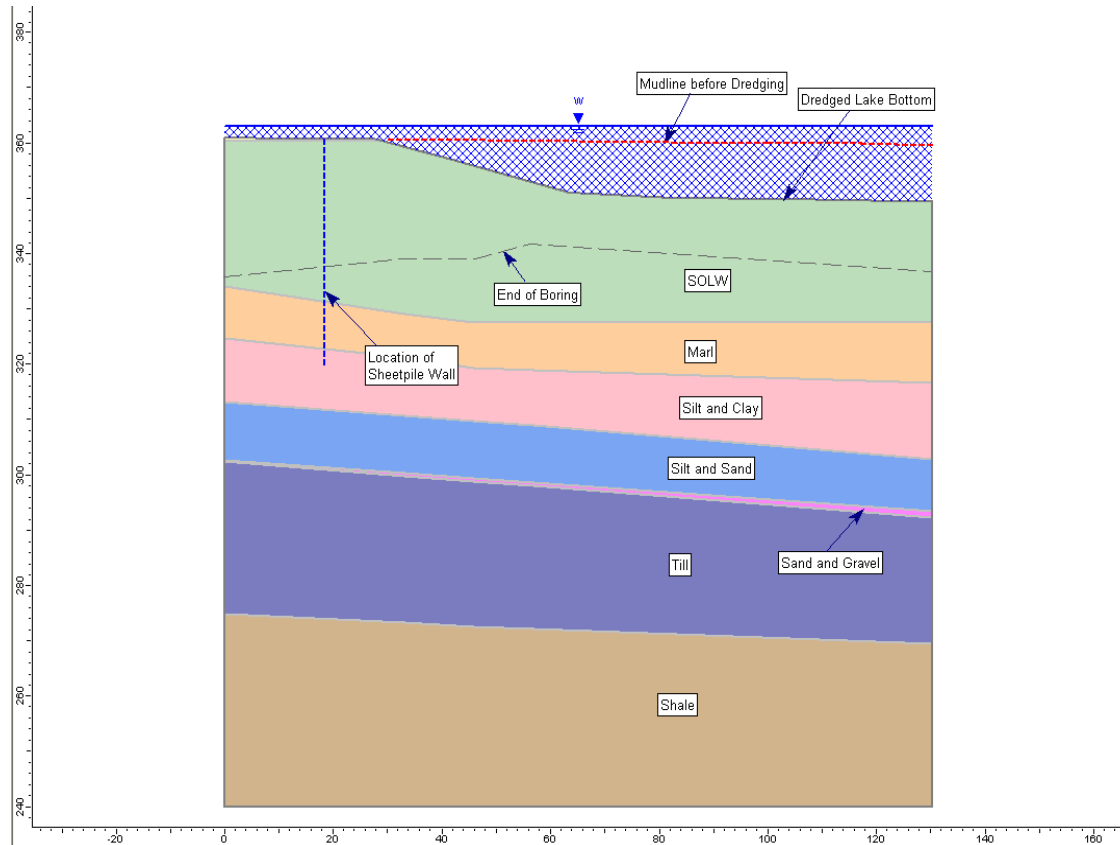 W
Mudline before Dredging
Dredged Lake Bottom
End of Boring
SOLW
Location of
Sheetpile Wall
Marl
Silt and Clay
Silt and Sand
Sand and Gravel
Till
Shale
380
360
340
320
300
280
260
240
-20
0
20
40
60
80
100
120
140
160